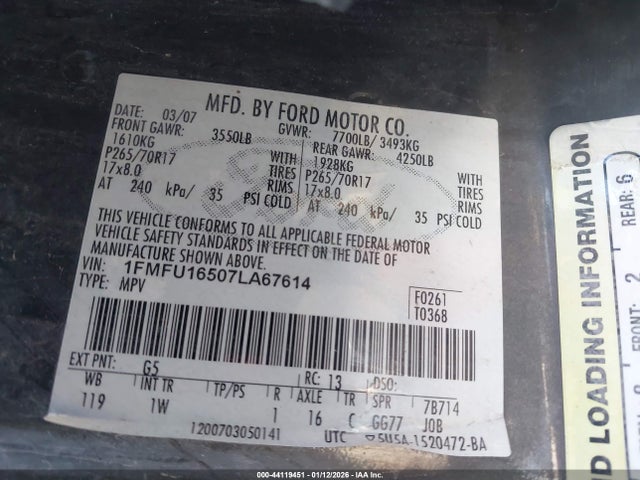 MFD. BY FORD MOTOR CO.
DATE: 03/07 GVWR: 7700LB/ 3493KG
FRONT GAWR: 3550LB REAR GAWR: 4250LB
1610KG WITH 1928KG WITH
P265/70R17 TIRES P265/70R17 TIRES
17x8.0 RIMS 17x8.0 RIMS
AT 240 kPa/ 35 PSI COLD AT 240 kPa/ 35 PSI COLD
THIS VEHICLE CONFORMS TO ALL APPLICABLE FEDERAL MOTOR
VEHICLE SAFETY STANDARDS IN EFFECT ON THE DATE OF
MANUFACTURE SHOWN ABOVE.
VIN: 1FMFU16507LA67614
TYPE: MPV
F0261
T0368
EXT PNT: G5 RC: 13 DSO:
WB INT TR TP/PS R AXLE TR SPR 7B714
119 1W 1 16 C GG77 JOB
1200703050141 UTC 5U5A-1520472-BA
ND LOADING INFORMATION
FRONT: 2 REAR: 6
000-44119451 - 01/12/2026 - IAA Inc.